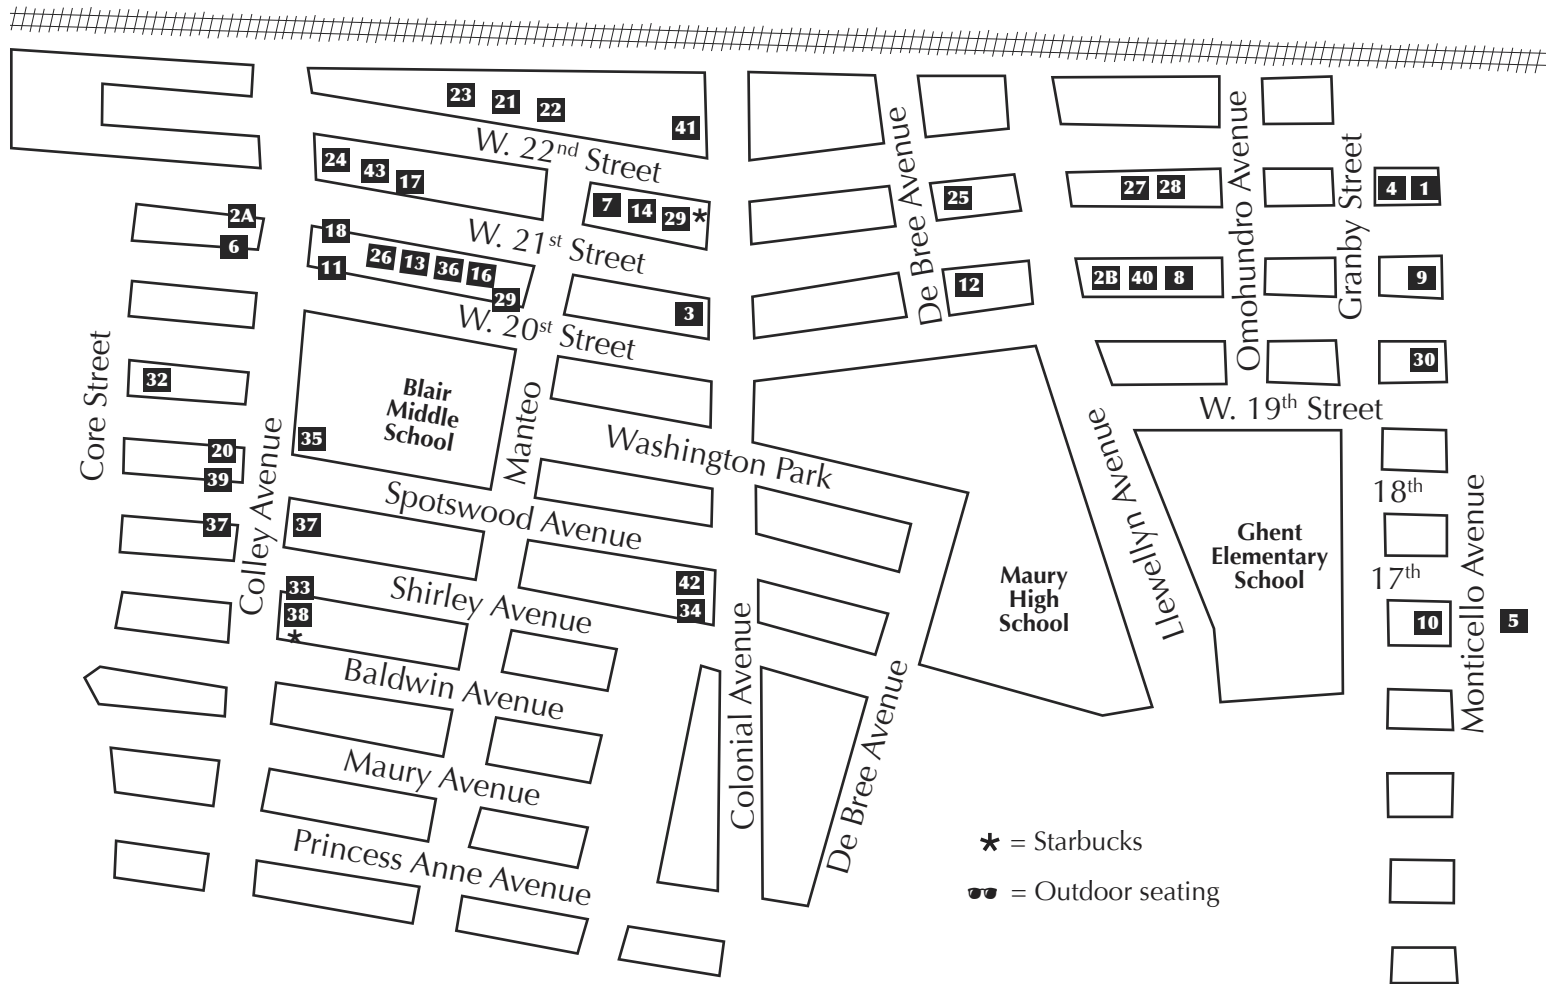 23
21
22
41
W. 22nd Street
24
43
17
7
14
29
*
25
27
28
4
1
2A
6
18
W. 21st Street
26
13
36
16
11
29
3
12
2B
40
8
9
W. 20st Street
De Bree Avenue
Omohundro Avenue
Granby Street
30
W. 19th Street
Core Street
32
Blair
Middle
School
35
Manteo
Washington Park
20
39
Colley Avenue
37
37
Spotswood Avenue
18th
17th
Llewellyn Avenue
Ghent
Elementary
School
Maury
High
School
Monticello Avenue
10
5
33
38
*
Shirley Avenue
42
34
Baldwin Avenue
Colonial Avenue
De Bree Avenue
Maury Avenue
Princess Anne Avenue
* = Starbucks
= Outdoor seating